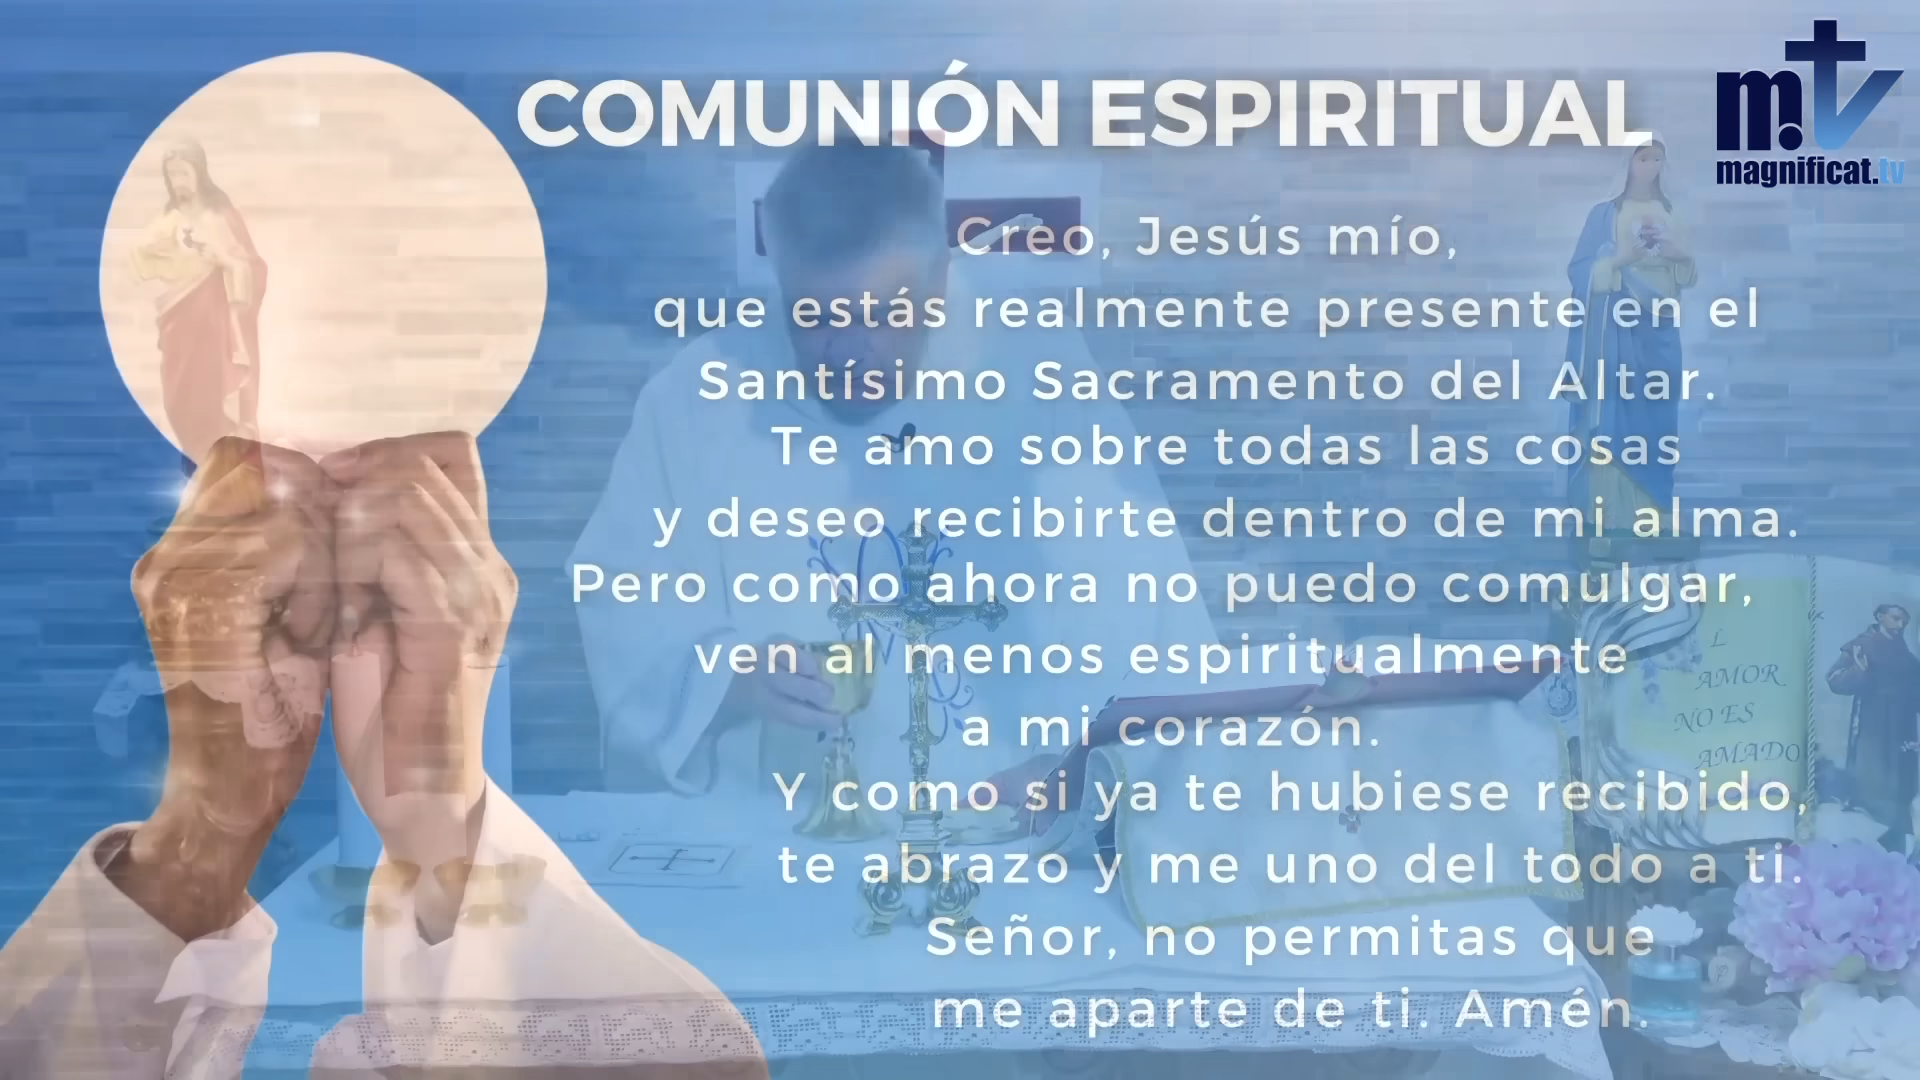 COMUNIÓN ESPIRITUAL
mtv
magnificat.tv
Creo, Jesús mío,
que estás realmente presente en el
Santísimo Sacramento del Altar.
Te amo sobre todas las cosas
y deseo recibirte dentro de mi alma.
Pero como ahora no puedo comulgar,
ven al menos espiritualmente
a mi corazón.
Y como si ya te hubiese recibido,
te abrazo y me uno del todo a ti.
Señor, no permitas que
me aparte de ti. Amén.
L
AMOR
NO ES
AMADO